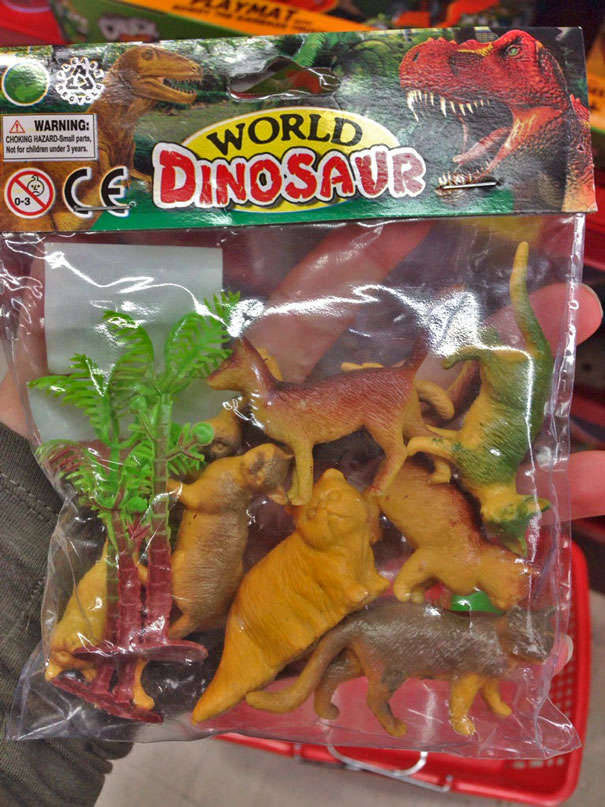 PLAYMAT
WARNING:
CHOKING HAZARD-Small parts,
Not for children under 3 years.
0-3
CE
WORLD
DINOSAUR